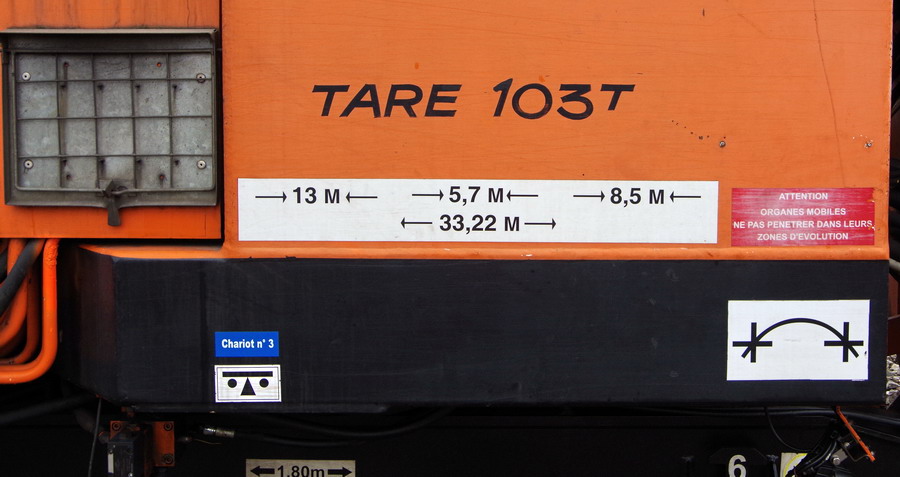 TARE 103T
13 M 5,7 M 8,5 M
33,22 M
ATTENTION
ORGANES MOBILES
NE PAS PENETRER DANS LEURS
ZONES D'EVOLUTION
Chariot n° 3
1.80m
6